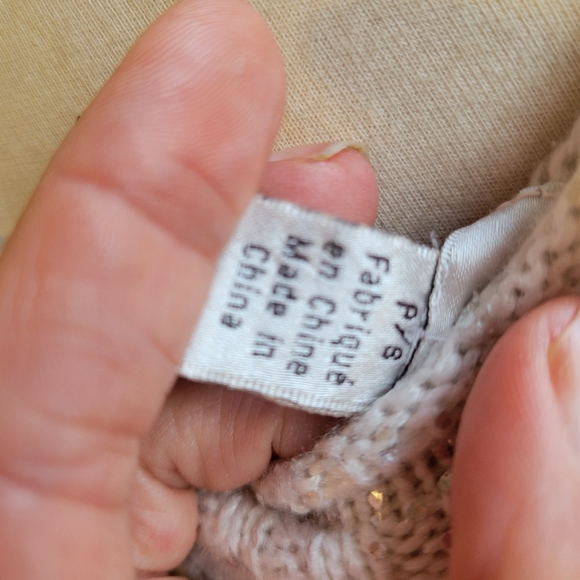 P/S
Fabriqué
en Chine
Made In
China